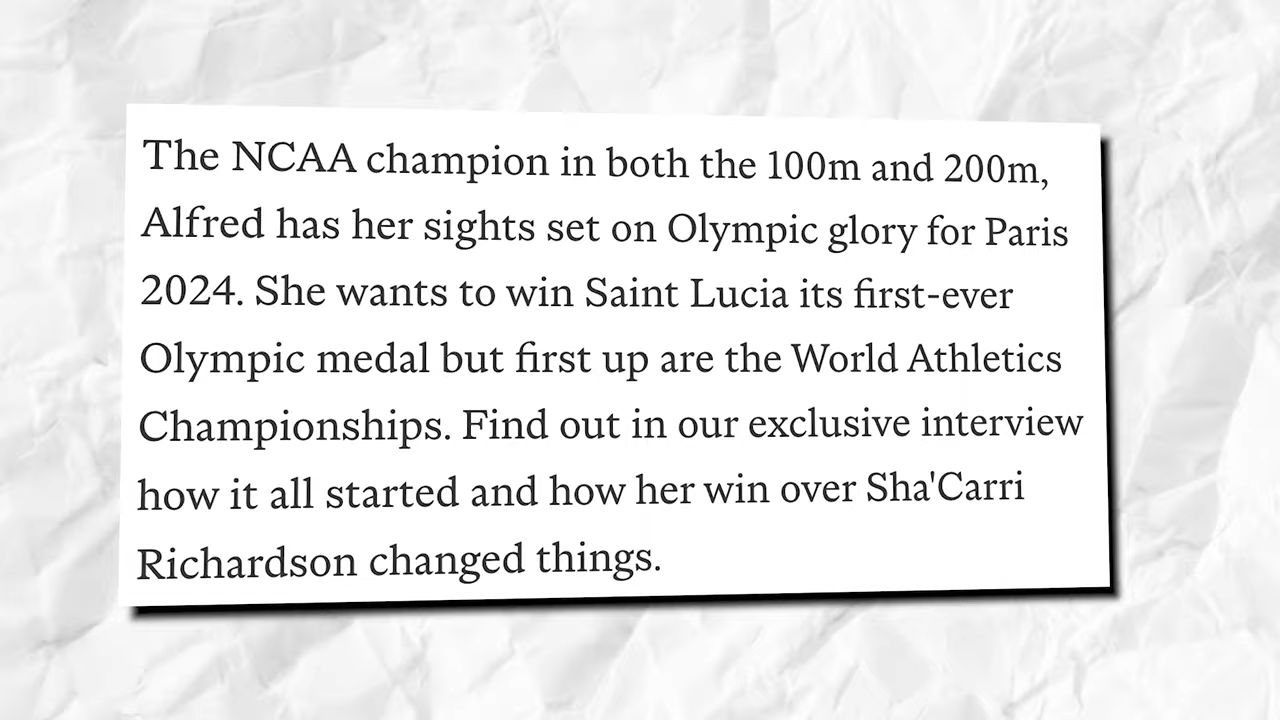 The NCAA champion in both the 100m and 200m,
Alfred has her sights set on Olympic glory for Paris
2024. She wants to win Saint Lucia its first-ever
Olympic medal but first up are the World Athletics
Championships. Find out in our exclusive interview
how it all started and how her win over Sha'Carri
Richardson changed things.